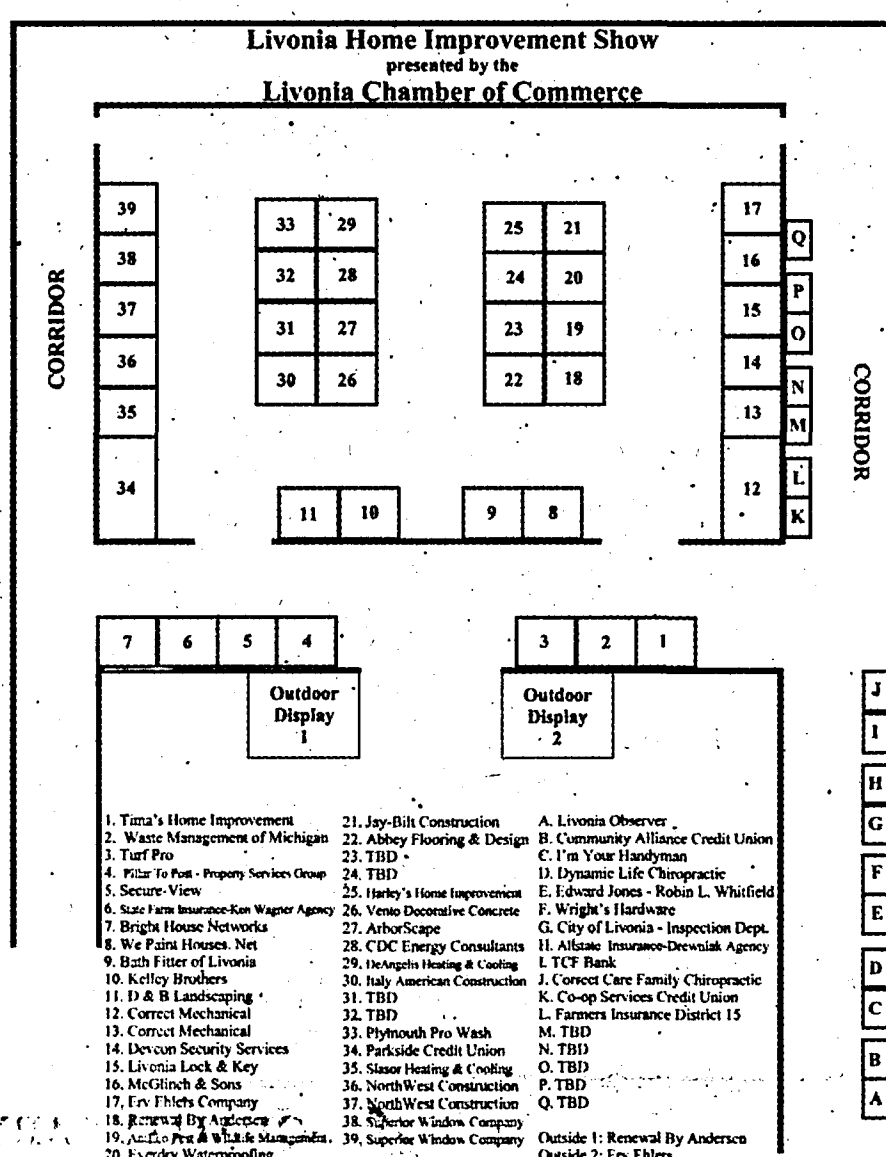 Livonia Home Improvement Show
presented by the
Livonia Chamber of Commerce
39
38
37
36
35
34
CORRIDOR
33 29
32 28
31 27
30 26
25 21
24 20
23 19
22 18
17
16
15
14
13
12
Q
P
O
N
M
L
K
CORRIDOR
11 10
9 8
7 6 5 4
3 2 1
Outdoor
Display
1
Outdoor
Display
2
J
I
H
G
F
E
D
C
B
A
1. Tima's Home Improvement
2. Waste Management of Michigan
3. Turf Pro
4. Pillar To Post - Property Services Group
5. Secure-View
6. State Farm Insurance-Ken Wagner Agency
7. Bright House Networks
8. We Paint Houses. Net
9. Bath Fitter of Livonia
10. Kelley Brothers
11. D & B Landscaping
12. Correct Mechanical
13. Correct Mechanical
14. Devcon Security Services
15. Livonia Lock & Key
16. McGlinch & Sons
17. Erv Ehlers Company
18. Renewal By Andersen
19. Pest & Wildlife Management.
20. Everdry Waterproofing
21. Jay-Bilt Construction
22. Abbey Flooring & Design
23. TBD
24. TBD
25. Harley's Home Improvement
26. Vento Decorative Concrete
27. ArborScape
28. CDC Energy Consultants
29. DeAngelis Heating & Cooling
30. Italy American Construction
31. TBD
32. TBD
33. Plymouth Pro Wash
34. Parkside Credit Union
35. Heating & Cooling
36. NorthWest Construction
37. NorthWest Construction
38. Superior Window Company
39. Superior Window Company
A. Livonia Observer
B. Community Alliance Credit Union
C. I'm Your Handyman
D. Dynamic Life Chiropractic
E. Edward Jones - Robin L. Whitfield
F. Wright's Hardware
G. City of Livonia - Inspection Dept.
H. Allstate Insurance-Drewniak Agency
I. TCF Bank
J. Correct Care Family Chiropractic
K. Co-op Services Credit Union
L. Farmers Insurance District 15
M. TBD
N. TBD
O. TBD
P. TBD
Q. TBD
Outside 1: Renewal By Andersen
Outside 2: Erv Ehlers